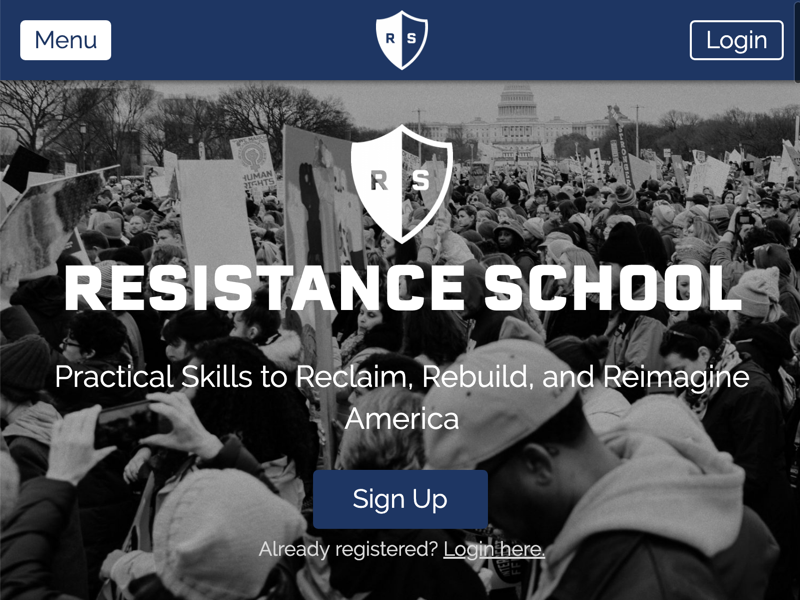 Menu
R S
Login
HUMAN
RIGHTS
R S
RESISTANCE SCHOOL
Practical Skills to Reclaim, Rebuild, and Reimagine
America
Sign Up
Already registered? Login here.